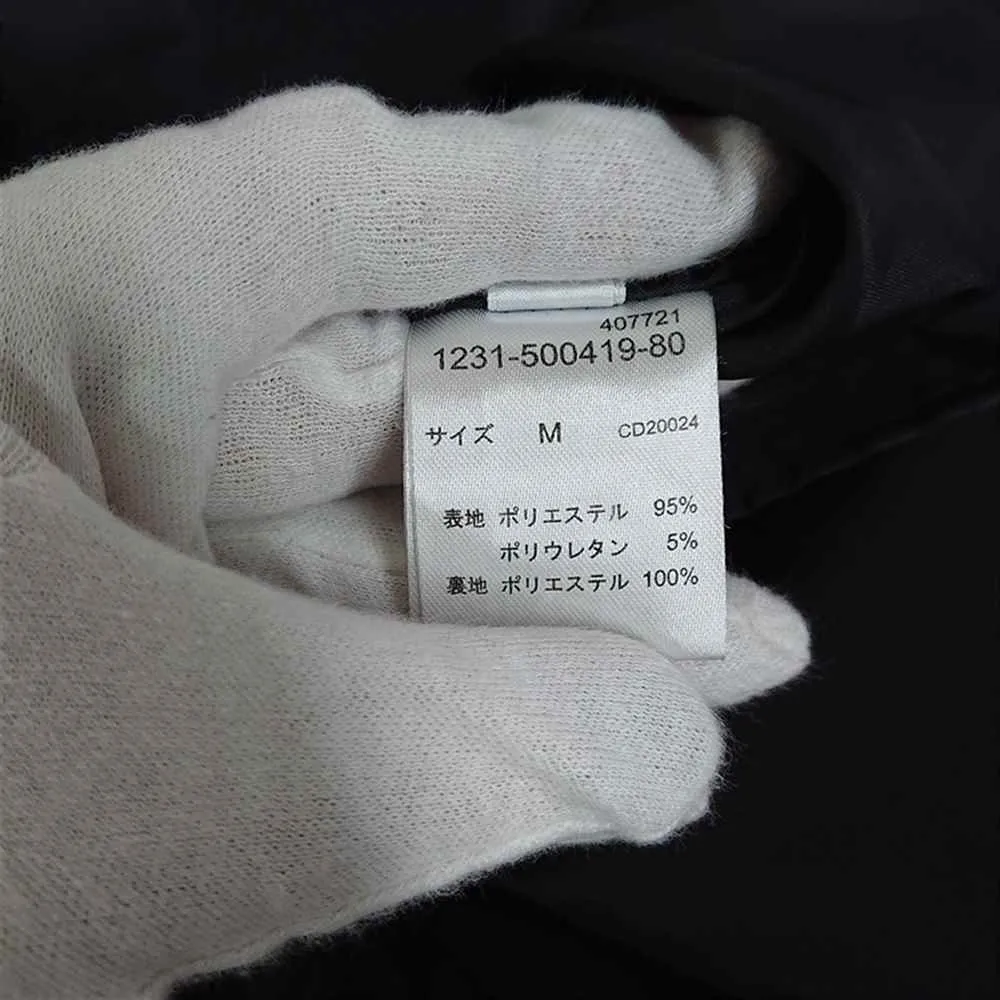 407721
1231-500419-80
サイズ M CD20024
表地 ポリエステル 95%
ポリウレタン 5%
裏地 ポリエステル 100%